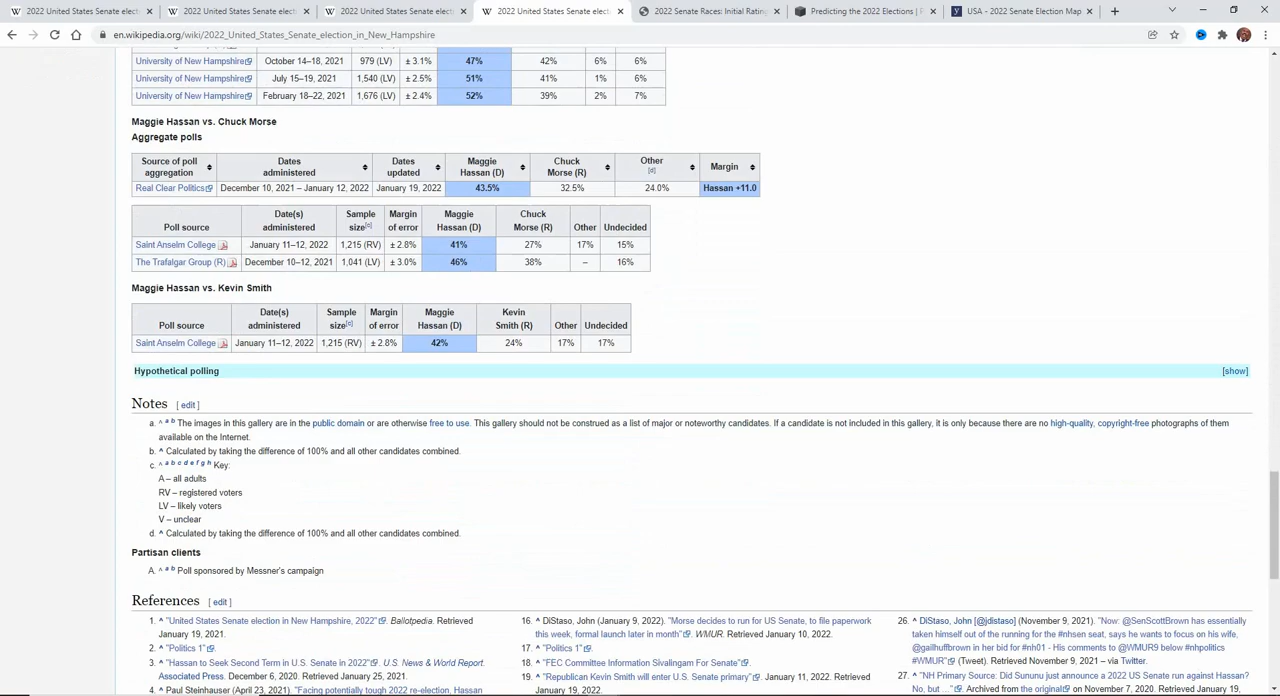 2022 United States Senate electi
2022 United States Senate electi
2022 United States Senate electi
2022 United States Senate electi
2022 Senate Races: Initial Rating
Predicting the 2022 Elections | P
USA - 2022 Senate Election Map
en.wikipedia.org/wiki/2022_United_States_Senate_election_in_New_Hampshire
University of New Hampshire October 14–18, 2021 979 (LV) ± 3.1% 47% 42% 6% 6%
University of New Hampshire July 15–19, 2021 1,540 (LV) ± 2.5% 51% 41% 1% 6%
University of New Hampshire February 18–22, 2021 1,676 (LV) ± 2.4% 52% 39% 2% 7%
Maggie Hassan vs. Chuck Morse
Aggregate polls
Source of poll aggregation Dates administered Dates updated Maggie Hassan (D) Chuck Morse (R) Other [d] Margin
Real Clear Politics December 10, 2021 – January 12, 2022 January 19, 2022 43.5% 32.5% 24.0% Hassan +11.0
Poll source Date(s) administered Sample size[c] Margin of error Maggie Hassan (D) Chuck Morse (R) Other Undecided
Saint Anselm College January 11–12, 2022 1,215 (RV) ± 2.8% 41% 27% 17% 15%
The Trafalgar Group (R) December 10–12, 2021 1,041 (LV) ± 3.0% 46% 38% – 16%
Maggie Hassan vs. Kevin Smith
Poll source Date(s) administered Sample size[c] Margin of error Maggie Hassan (D) Kevin Smith (R) Other Undecided
Saint Anselm College January 11–12, 2022 1,215 (RV) ± 2.8% 42% 24% 17% 17%
Hypothetical polling [show]
Notes [ edit ]
a. ^ a b The images in this gallery are in the public domain or are otherwise free to use. This gallery should not be construed as a list of major or noteworthy candidates. If a candidate is not included in this gallery, it is only because there are no high-quality, copyright-free photographs of them
available on the Internet.
b. ^ Calculated by taking the difference of 100% and all other candidates combined.
c. ^ a b c d e f g h Key:
A – all adults
RV – registered voters
LV – likely voters
V – unclear
d. ^ Calculated by taking the difference of 100% and all other candidates combined.
Partisan clients
A. ^ a b Poll sponsored by Messner's campaign
References [ edit ]
1. ^ "United States Senate election in New Hampshire, 2022". Ballotpedia. Retrieved
January 19, 2021.
2. ^ "Politics 1".
3. ^ "Hassan to Seek Second Term in U.S. Senate in 2022". U.S. News & World Report.
Associated Press. December 6, 2020. Retrieved January 25, 2021.
4. ^ Paul Steinhauser (April 23, 2021). "Facing potentially tough 2022 re-election, Hassan
16. ^ DiStaso, John (January 9, 2022). "Morse decides to run for US Senate, to file paperwork
this week, formal launch later in month". WMUR. Retrieved January 10, 2022.
17. ^ "Politics 1".
18. ^ "FEC Committee Information Sivalingam For Senate".
19. ^ "Republican Kevin Smith will enter U.S. Senate primary". January 11, 2022. Retrieved
January 19, 2022.
26. ^ DiStaso, John [@jdistaso] (November 9, 2021). "Now: @SenScottBrown has essentially
taken himself out of the running for the #nhsen seat, says he wants to focus on his wife,
@gailhuffbrown in her bid for #nh01 - His comments to @WMUR9 below #nhpolitics
#WMUR" (Tweet). Retrieved November 9, 2021 – via Twitter.
27. ^ "NH Primary Source: Did Sununu just announce a 2022 US Senate run against Hassan?
No, but ...". Archived from the original on November 7, 2020. Retrieved January 19,